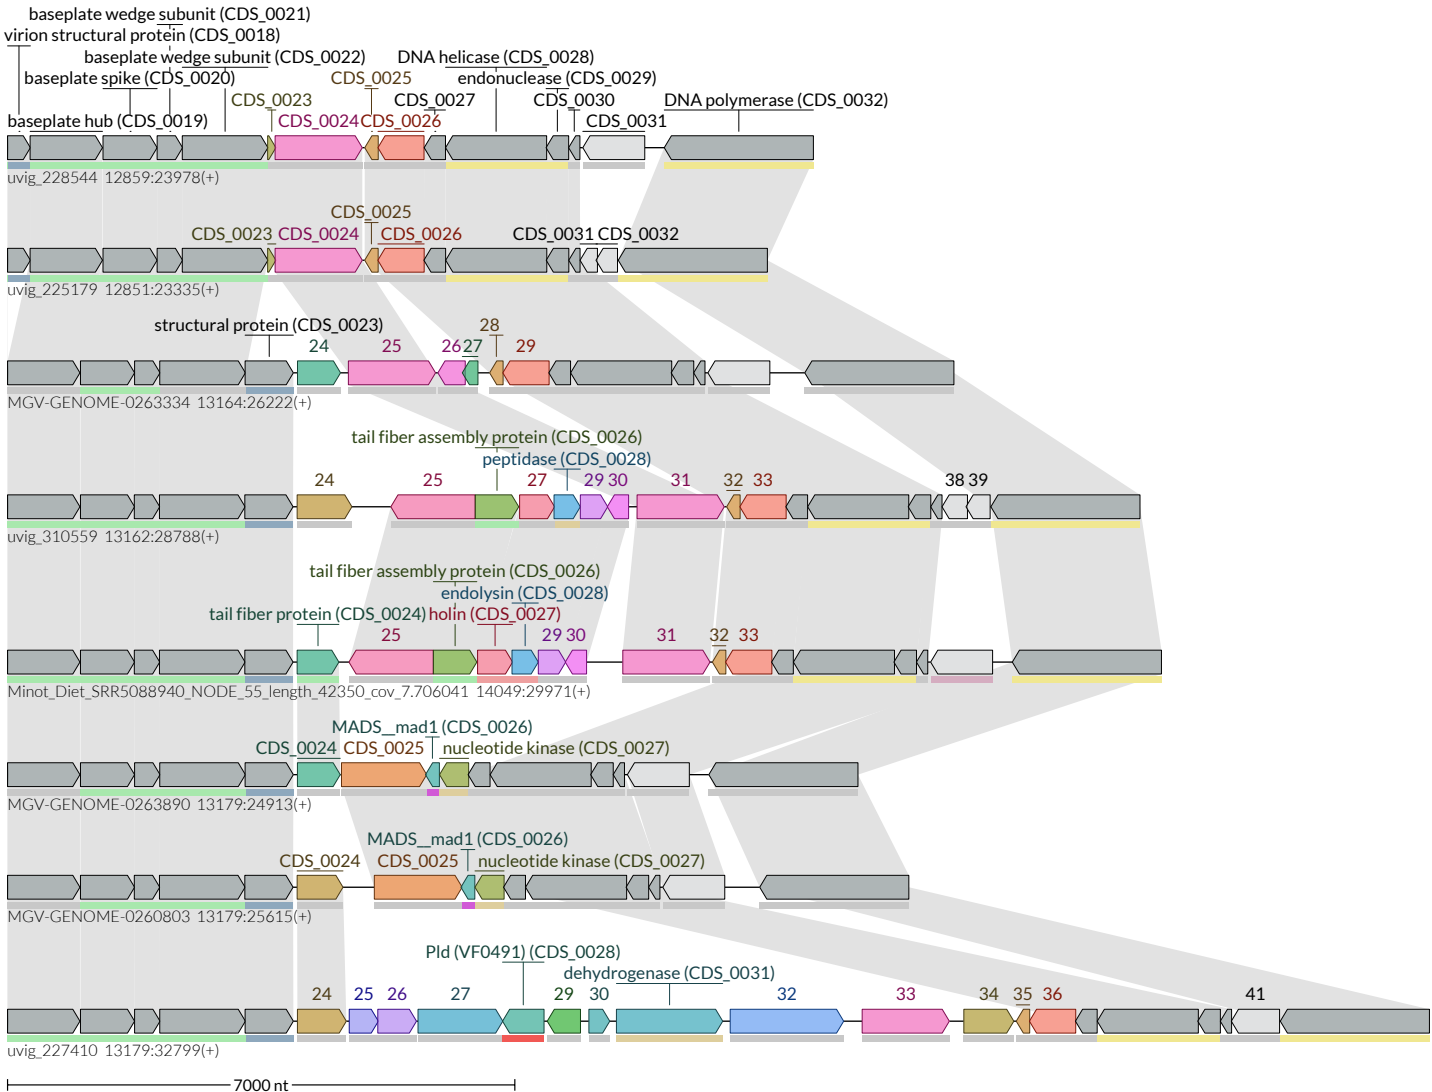 baseplate wedge subunit (CDS_0021)
virion structural protein (CDS_0018)
baseplate wedge subunit (CDS_0022) DNA helicase (CDS_0028)
baseplate spike (CDS_0020) CDS_0025 endonuclease (CDS_0029)
CDS_0023 CDS_0027 CDS_0030 DNA polymerase (CDS_0032)
baseplate hub (CDS_0019) CDS_0024 CDS_0026 CDS_0031
uvig_228544 12859:23978(+)
CDS_0025
CDS_0023 CDS_0024 CDS_0026 CDS_0031 CDS_0032
uvig_225179 12851:23335(+)
structural protein (CDS_0023) 28
24 25 26 27 29
MGV-GENOME-0263334 13164:26222(+)
tail fiber assembly protein (CDS_0026)
peptidase (CDS_0028)
24 25 27 29 30 31 32 33 38 39
uvig_310559 13162:28788(+)
tail fiber assembly protein (CDS_0026)
endolysin (CDS_0028)
tail fiber protein (CDS_0024) holin (CDS_0027)
25 29 30 31 32 33
Minot_Diet_SRR5088940_NODE_55_length_42350_cov_7.706041 14049:29971(+)
MADS__mad1 (CDS_0026)
CDS_0024 CDS_0025 nucleotide kinase (CDS_0027)
MGV-GENOME-0263890 13179:24913(+)
MADS__mad1 (CDS_0026)
CDS_0024 CDS_0025 nucleotide kinase (CDS_0027)
MGV-GENOME-0260803 13179:25615(+)
Pld (VF0491) (CDS_0028)
dehydrogenase (CDS_0031)
24 25 26 27 29 30 32 33 34 35 36 41
uvig_227410 13179:32799(+)
7000 nt